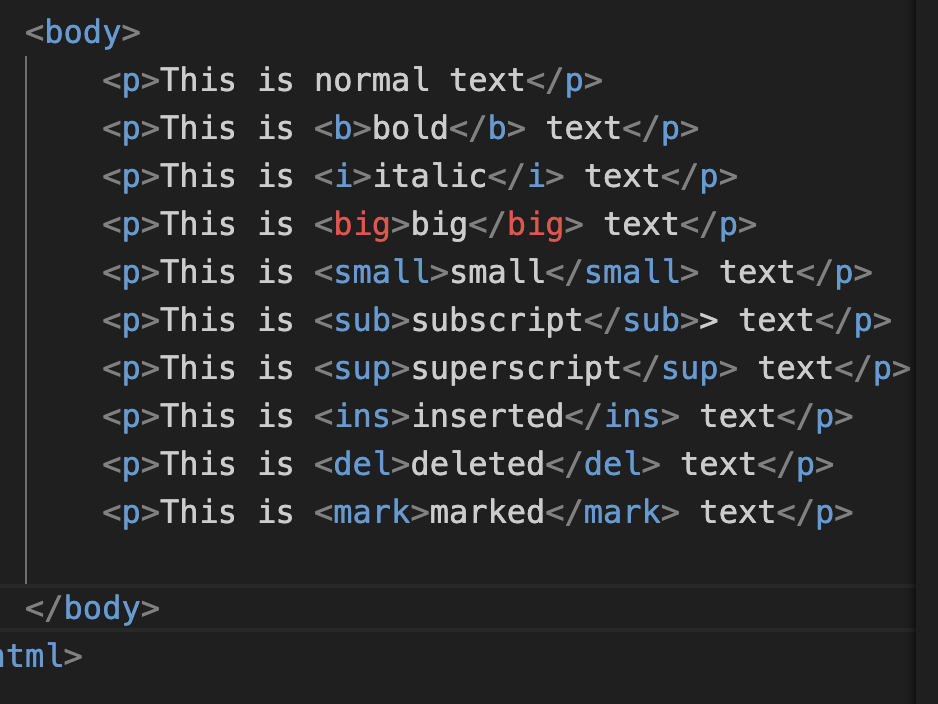 <body>
<p>This is normal text</p>
<p>This is <b>bold</b> text</p>
<p>This is <i>italic</i> text</p>
<p>This is <big>big</big> text</p>
<p>This is <small>small</small> text</p>
<p>This is <sub>subscript</sub>> text</p>
<p>This is <sup>superscript</sup> text</p>
<p>This is <ins>inserted</ins> text</p>
<p>This is <del>deleted</del> text</p>
<p>This is <mark>marked</mark> text</p>
</body>
html>